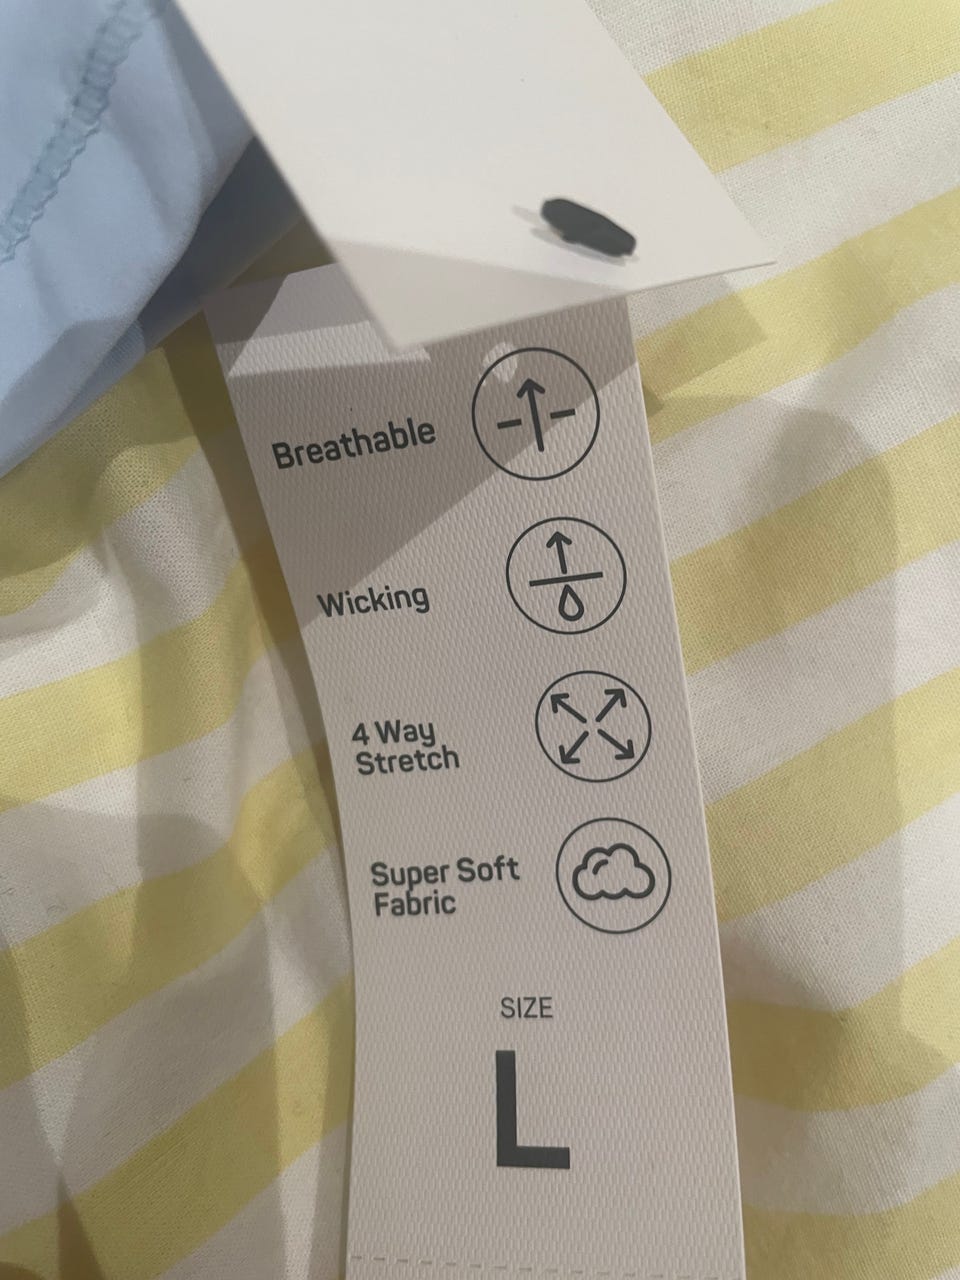 Breathable
Wicking
4 Way
Stretch
Super Soft
Fabric
SIZE
L